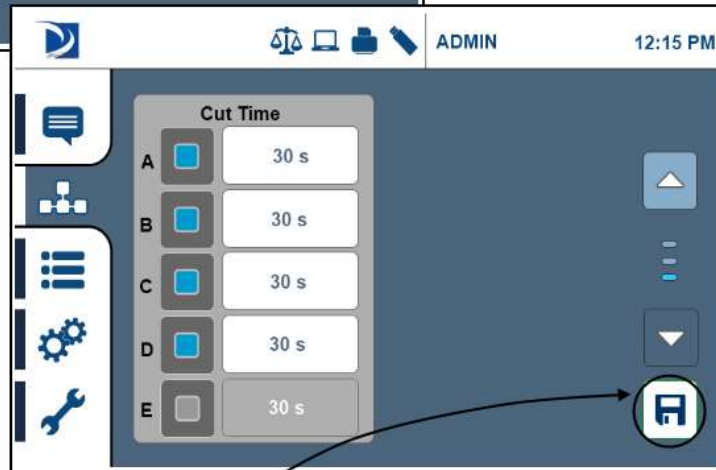 ADMIN 12:15 PM
Cut Time
A 30 s
B 30 s
C 30 s
D 30 s
E 30 s